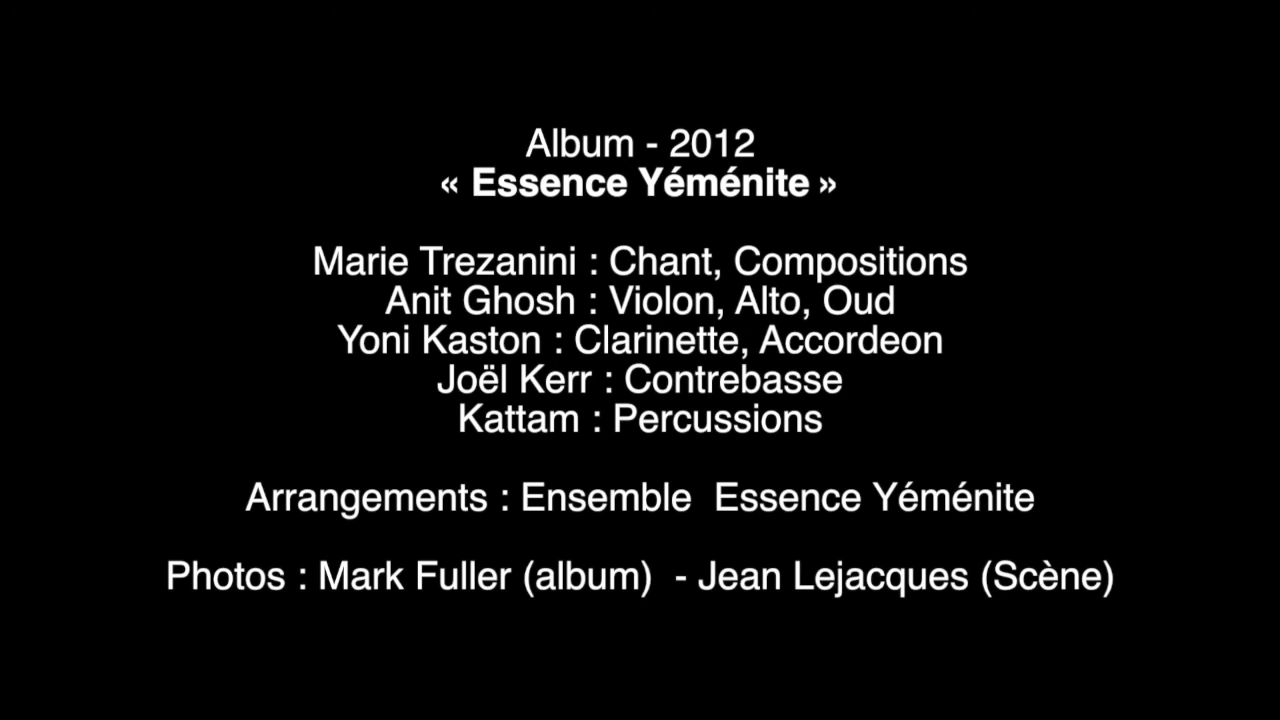 Album - 2012
« Essence Yéménite »
Marie Trezanini : Chant, Compositions
Anit Ghosh : Violon, Alto, Oud
Yoni Kaston : Clarinette, Accordeon
Joël Kerr : Contrebasse
Kattam : Percussions
Arrangements : Ensemble  Essence Yéménite
Photos : Mark Fuller (album)  - Jean Lejacques (Scène)